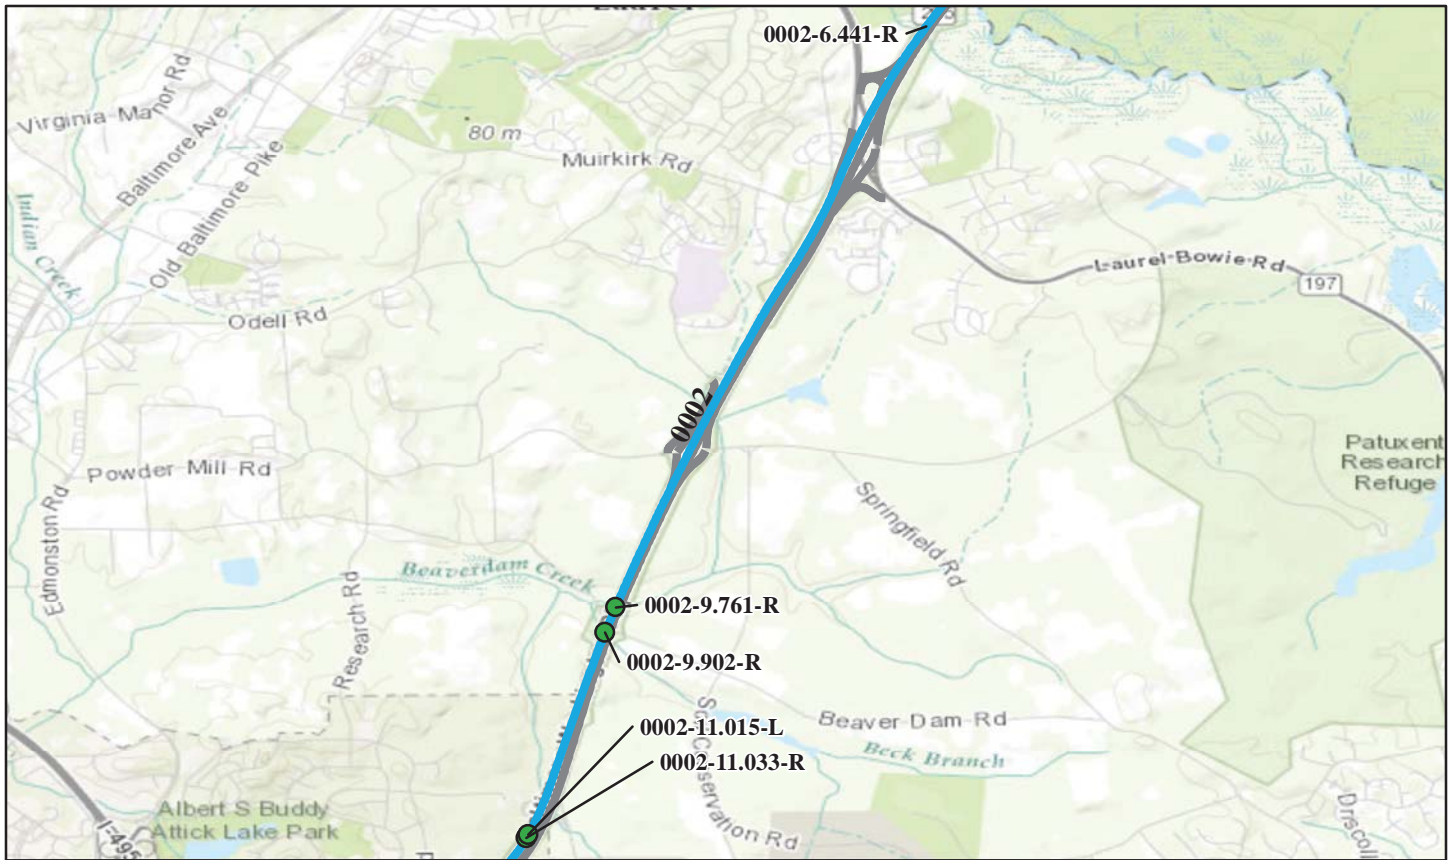 0002-6.441-R
Virginia Manor Rd
Baltimore Ave
80 m
Muirkirk Rd
Old Baltimore Pike
Indian Creek
Laurel-Bowie Rd
197
Odell Rd
0002
Powder Mill Rd
Patuxent
Research
Refuge
Springfield Rd
Edmonston Rd
Beaverdam Creek
Research Rd
0002-9.761-R
0002-9.902-R
0002-11.015-L
Beaver Dam Rd
Beck Branch
0002-11.033-R
Albert S Buddy
Attick Lake Park
I-495